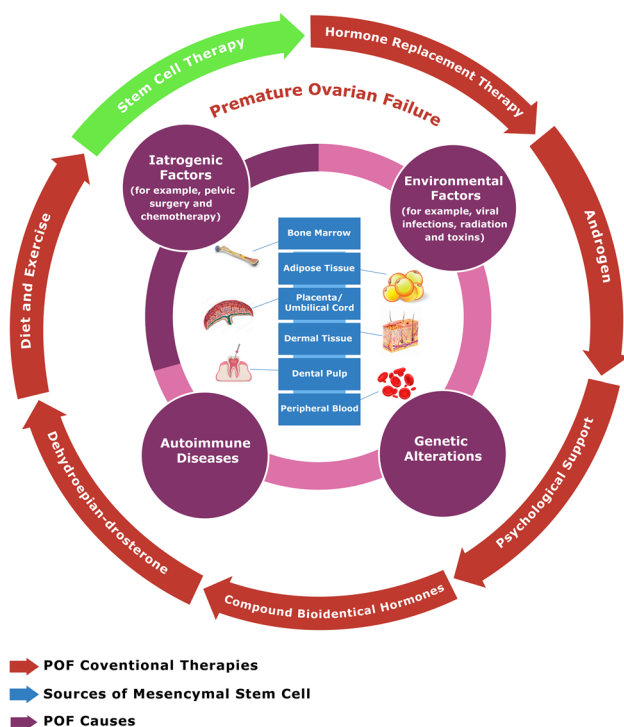 Stem Cell Therapy
Hormone Replacement Therapy
Androgen
Psychological Support
Compound Bioidentical Hormones
Dehydroepian-drosterone
Diet and Exercise
Premature Ovarian Failure
Iatrogenic
Factors
(for example, pelvic
surgery and
chemotherapy)
Environmental
Factors
(for example, viral
infections, radiation
and toxins)
Bone Marrow
Adipose Tissue
Placenta/
Umbilical Cord
Dermal Tissue
Dental Pulp
Peripheral Blood
Autoimmune
Diseases
Genetic
Alterations
POF Coventional Therapies
Sources of Mesencymal Stem Cell
POF Causes